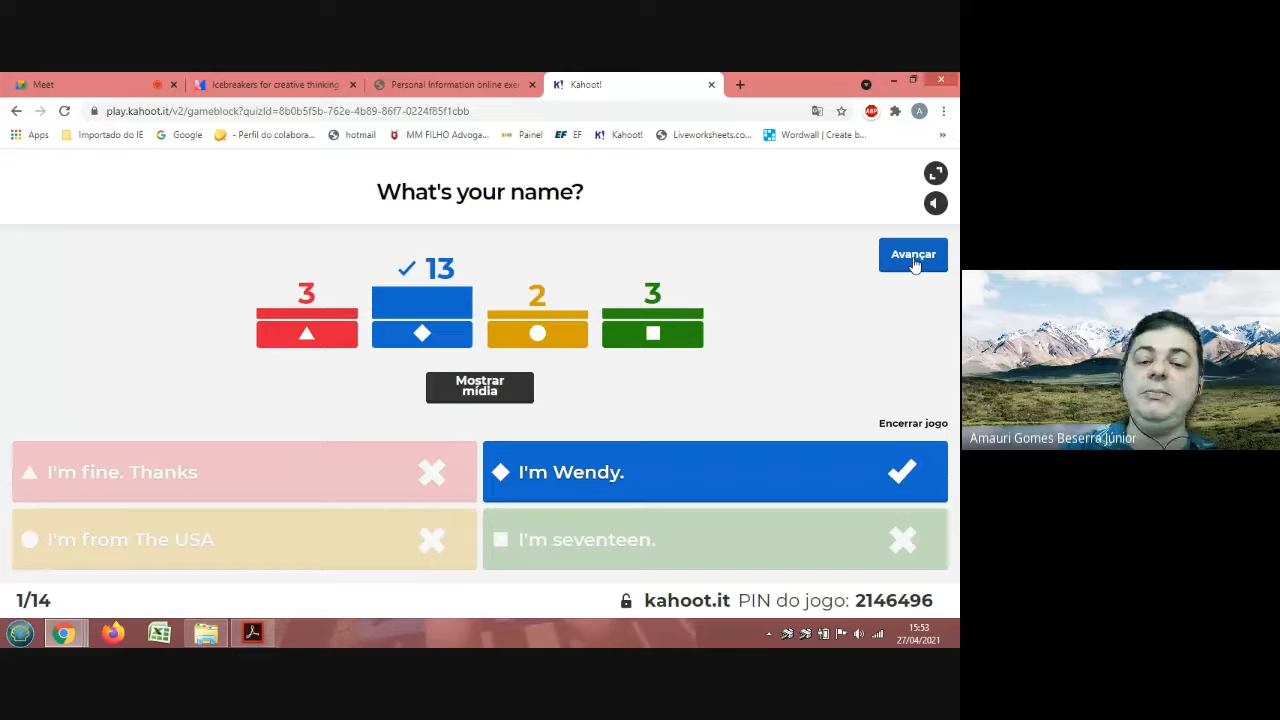 Meet
Icebreakers for creative thinking
Personal Information online exe
K! Kahoot!
play.kahoot.it/v2/gameblock?quizId=8b0b5f5b-762e-4b89-86f7-0224f85f1cbb
Apps Importado do IE Google - Perfil do colabora... hotmail MM FILHO Advoga... Painel EF EF K! Kahoot! Liveworksheets.co... Wordwall | Create b... »
What's your name?
Avançar
3 13 2 3
Mostrar
mídia
Encerrar jogo
I'm fine. Thanks
I'm Wendy.
I'm from The USA
I'm seventeen.
1/14
kahoot.it PIN do jogo: 2146496
15:53
27/04/2021
Amauri Gomes Beserra Júnior